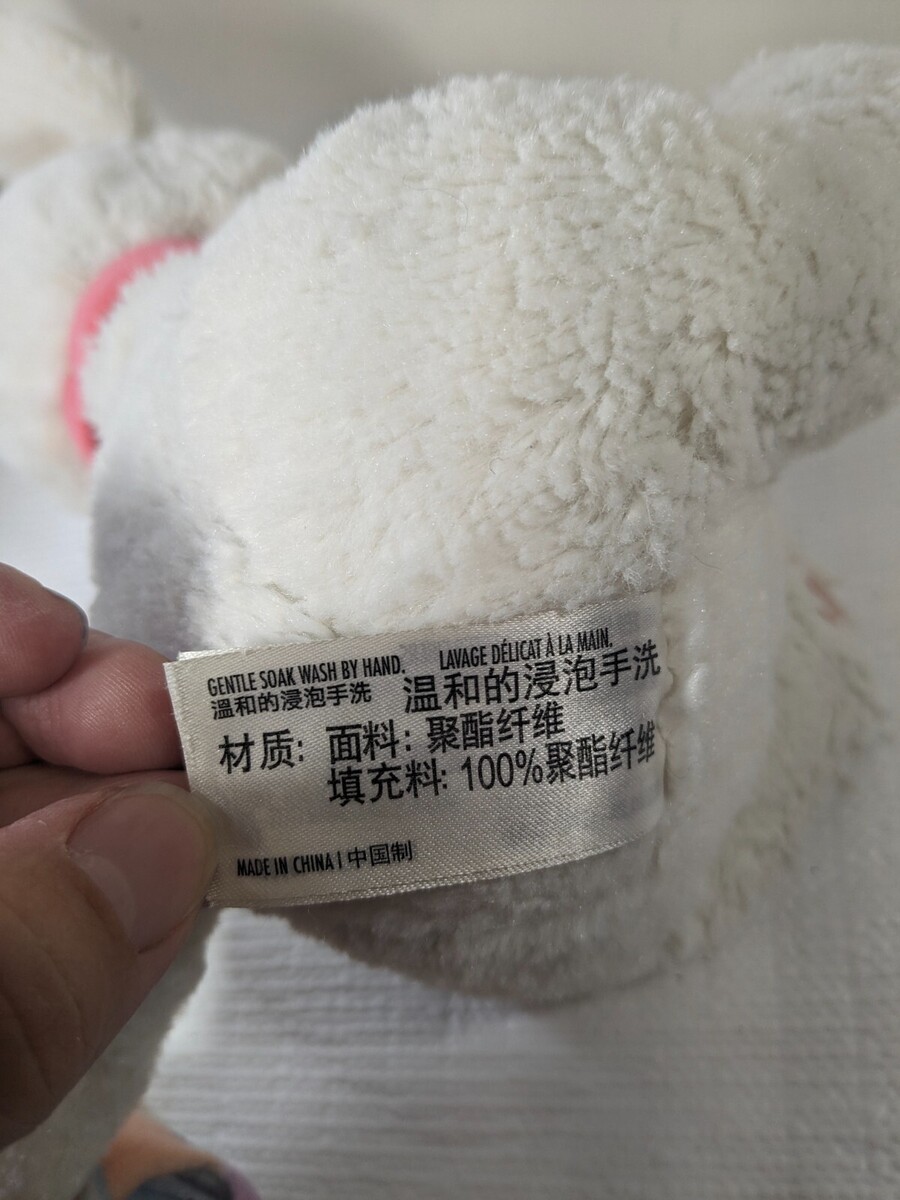 GENTLE SOAK WASH BY HAND. LAVAGE DÉLICAT À LA MAIN.
温和的浸泡手洗 温和的浸泡手洗
材质: 面料: 聚酯纤维
填充料: 100%聚酯纤维
MADE IN CHINA | 中国制